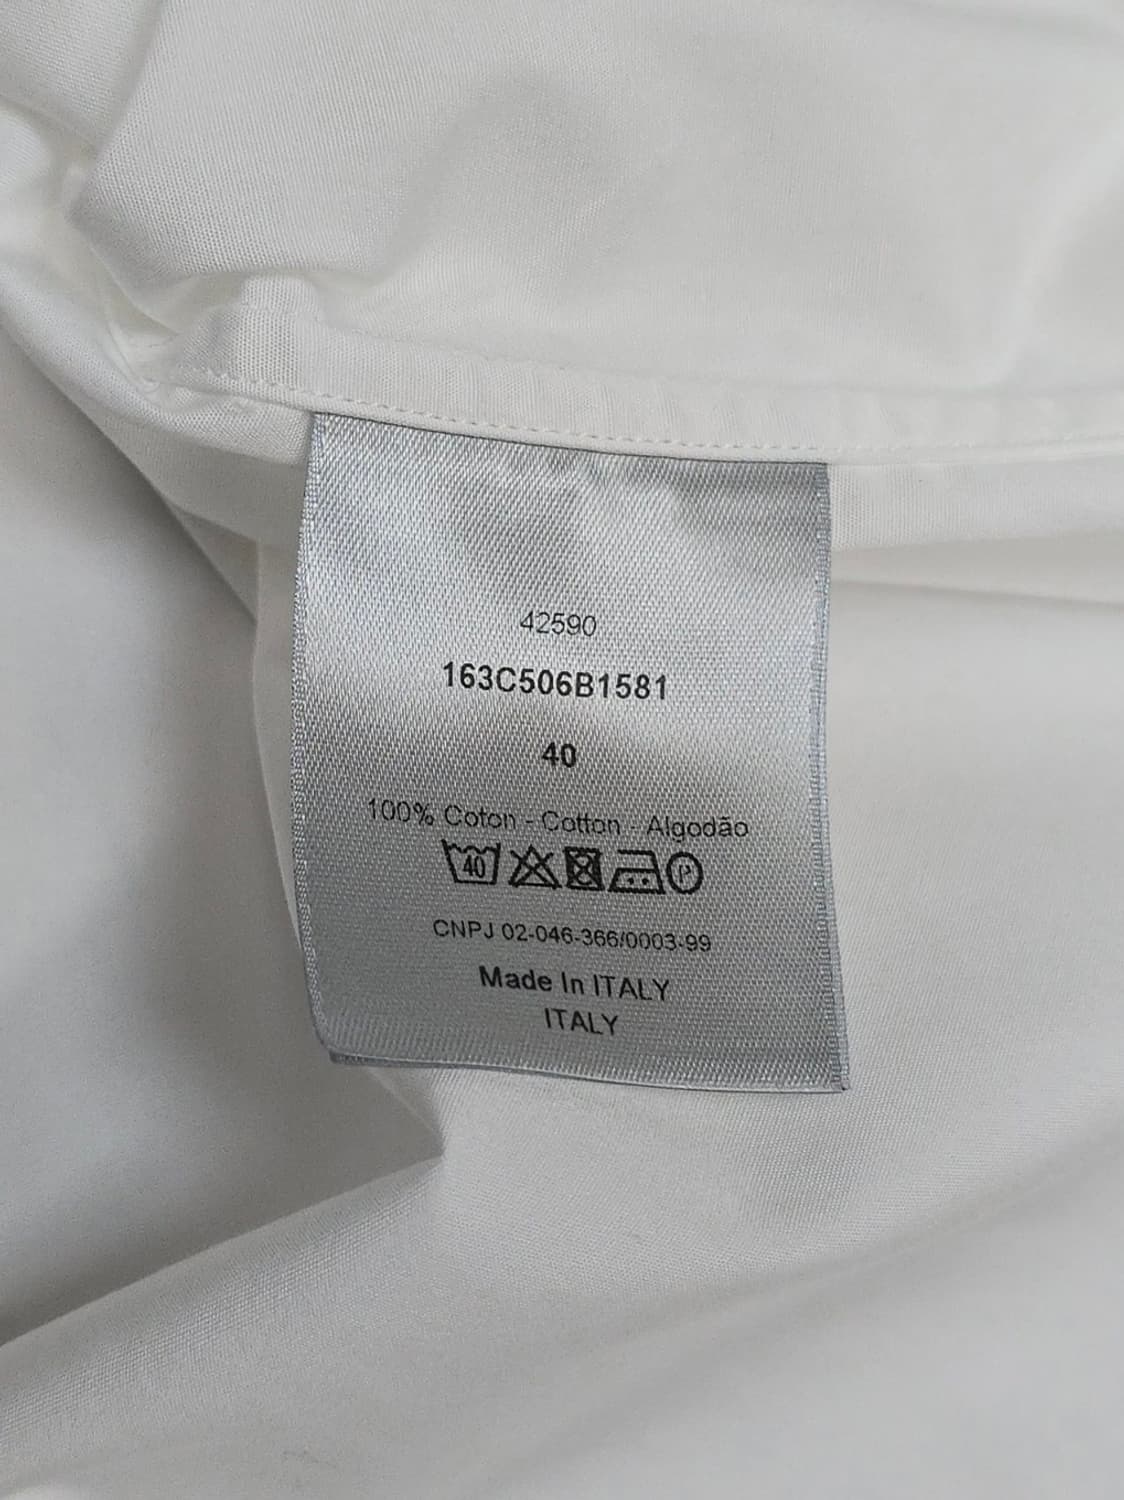 42590
163C506B1581
40
100% Coton - Cotton - Algodão
40 P
CNPJ 02-046-366/0003-99
Made In ITALY
ITALY